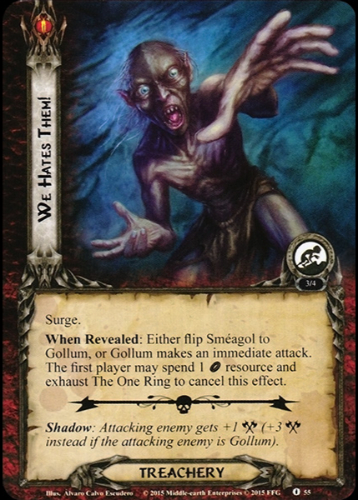 WE HATES THEM!
3/4
Surge.
When Revealed: Either flip Sméagol to
Gollum, or Gollum makes an immediate attack.
The first player may spend 1 resource and
exhaust The One Ring to cancel this effect.
Shadow: Attacking enemy gets +1 (+3
instead if the attacking enemy is Gollum).
TREACHERY
Illus. Alvaro Calvo Escudero © 2015 Middle-earth Enterprises © 2015 FFG 55